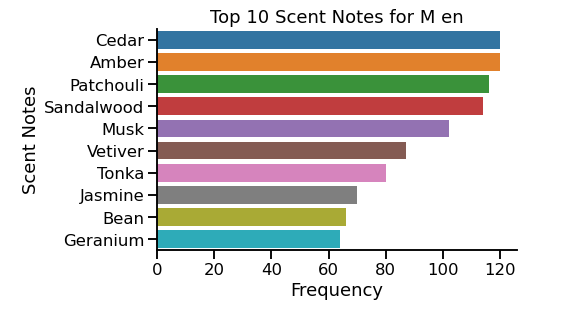 Top 10 Scent Notes for M en
Scent Notes
Cedar
Amber
Patchouli
Sandalwood
Musk
Vetiver
Tonka
Jasmine
Bean
Geranium
0 20 40 60 80 100 120
Frequency